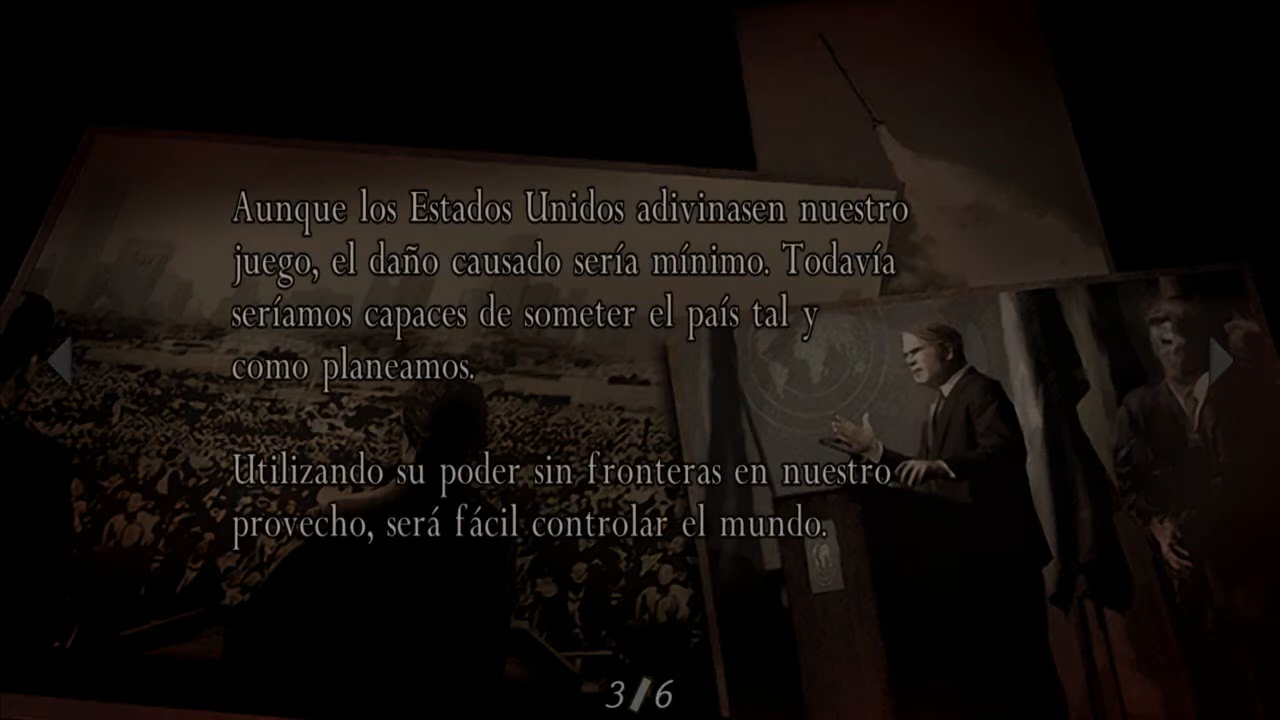 Aunque los Estados Unidos adivinasen nuestro
juego, el daño causado sería mínimo. Todavía
seríamos capaces de someter el país tal y
como planeamos.
Utilizando su poder sin fronteras en nuestro
provecho, será fácil controlar el mundo.
3/6